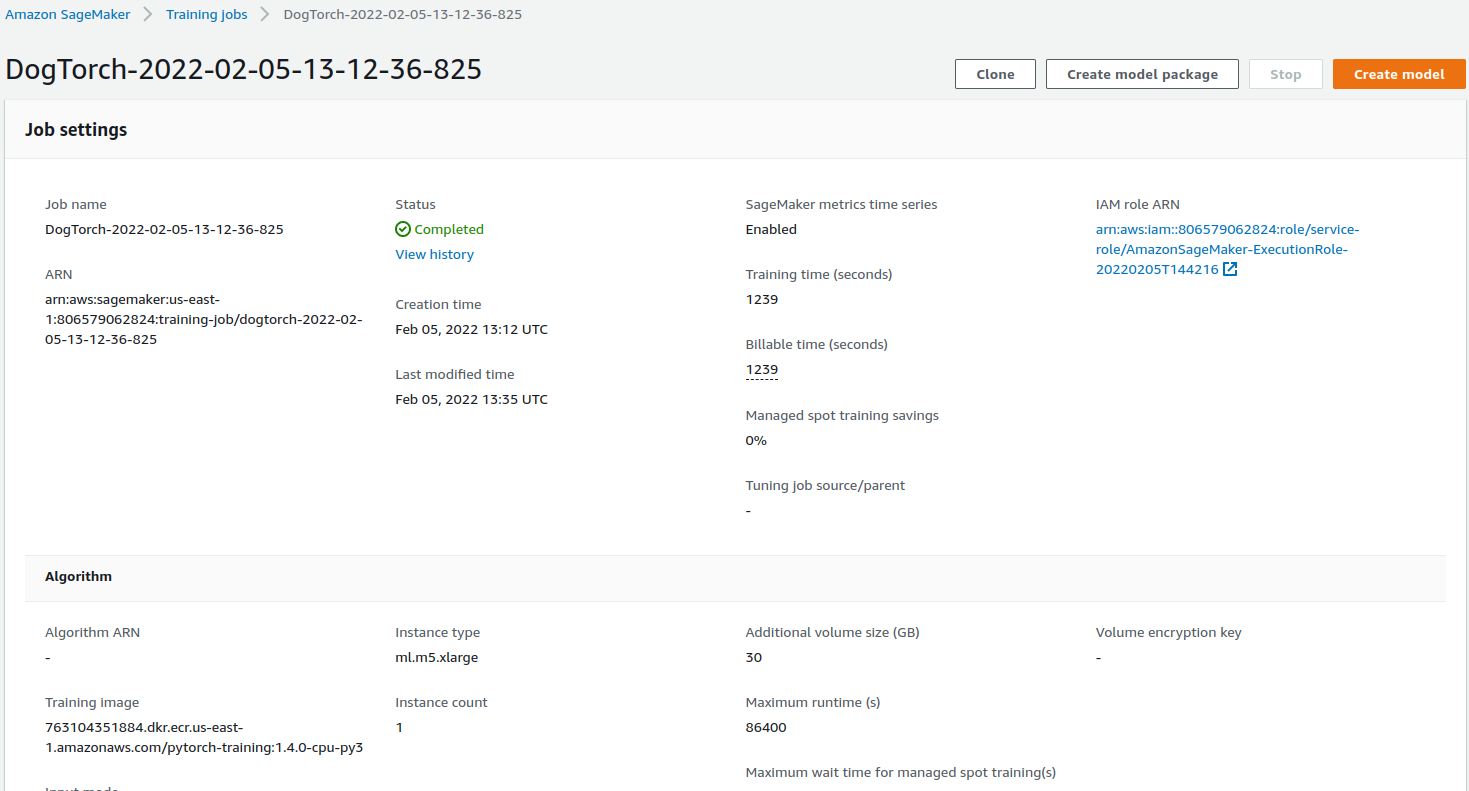 Amazon SageMaker > Training jobs > DogTorch-2022-02-05-13-12-36-825
DogTorch-2022-02-05-13-12-36-825
Clone
Create model package
Stop
Create model
Job settings
Job name
DogTorch-2022-02-05-13-12-36-825
ARN
arn:aws:sagemaker:us-east-
1:806579062824:training-job/dogtorch-2022-02-
05-13-12-36-825
Status
Completed
View history
Creation time
Feb 05, 2022 13:12 UTC
Last modified time
Feb 05, 2022 13:35 UTC
SageMaker metrics time series
Enabled
Training time (seconds)
1239
Billable time (seconds)
1239
Managed spot training savings
0%
Tuning job source/parent
-
IAM role ARN
arn:aws:iam::806579062824:role/service-
role/AmazonSageMaker-ExecutionRole-
20220205T144216
Algorithm
Algorithm ARN
-
Training image
763104351884.dkr.ecr.us-east-
1.amazonaws.com/pytorch-training:1.4.0-cpu-py3
Input mode
Instance type
ml.m5.xlarge
Instance count
1
Additional volume size (GB)
30
Maximum runtime (s)
86400
Maximum wait time for managed spot training(s)
Volume encryption key
-